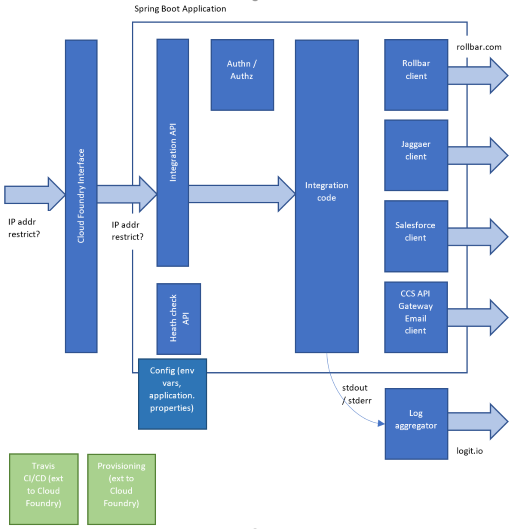 Spring Boot Application
rollbar.com
Authn /
Authz
Rollbar
client
Cloud Foundry Interface
Integration API
Jaggaer
client
Integration
code
IP addr
restrict?
IP addr
restrict?
Salesforce
client
Heath check
API
CCS API
Gateway
Email
client
Config (env
vars,
application.
properties)
stdout
/ stderr
Log
aggregator
logit.io
Travis
CI/CD (ext
to Cloud
Foundry)
Provisioning
(ext to
Cloud
Foundry)